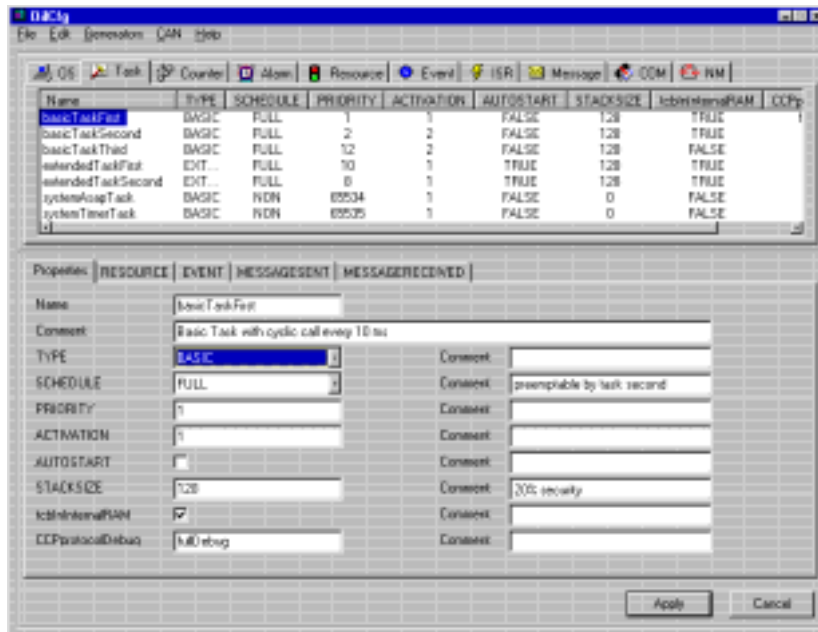 OilCfg
File Edit Generators CAN Help
OS Task Counter Alarm Resource Event ISR Message COM NM
Name TYPE SCHEDULE PRIORITY ACTIVATION AUTOSTART STACKSIZE tcbInInternalRAM CCPp
basicTaskFirst BASIC FULL 1 1 FALSE 128 TRUE f
basicTaskSecond BASIC FULL 2 2 FALSE 128 TRUE
basicTaskThird BASIC FULL 12 2 FALSE 128 FALSE
extendedTaskFirst EXT... FULL 10 1 TRUE 128 TRUE
extendedTaskSecond EXT... FULL 8 1 TRUE 128 TRUE
systemAsapTask BASIC NON 65534 1 FALSE 0 FALSE
systemTimerTask BASIC NON 65535 1 FALSE 0 FALSE
Properties RESOURCE EVENT MESSAGESENT MESSAGERECEIVED
Name basicTaskFirst
Comment Basic Task with cyclic call every 10 ms
TYPE BASIC Comment
SCHEDULE FULL Comment preemptable by task second
PRIORITY 1 Comment
ACTIVATION 1 Comment
AUTOSTART Comment
STACKSIZE 128 Comment 20% security
tcbInInternalRAM Comment
CCPprotocolDebug fullDebug Comment
Apply Cancel